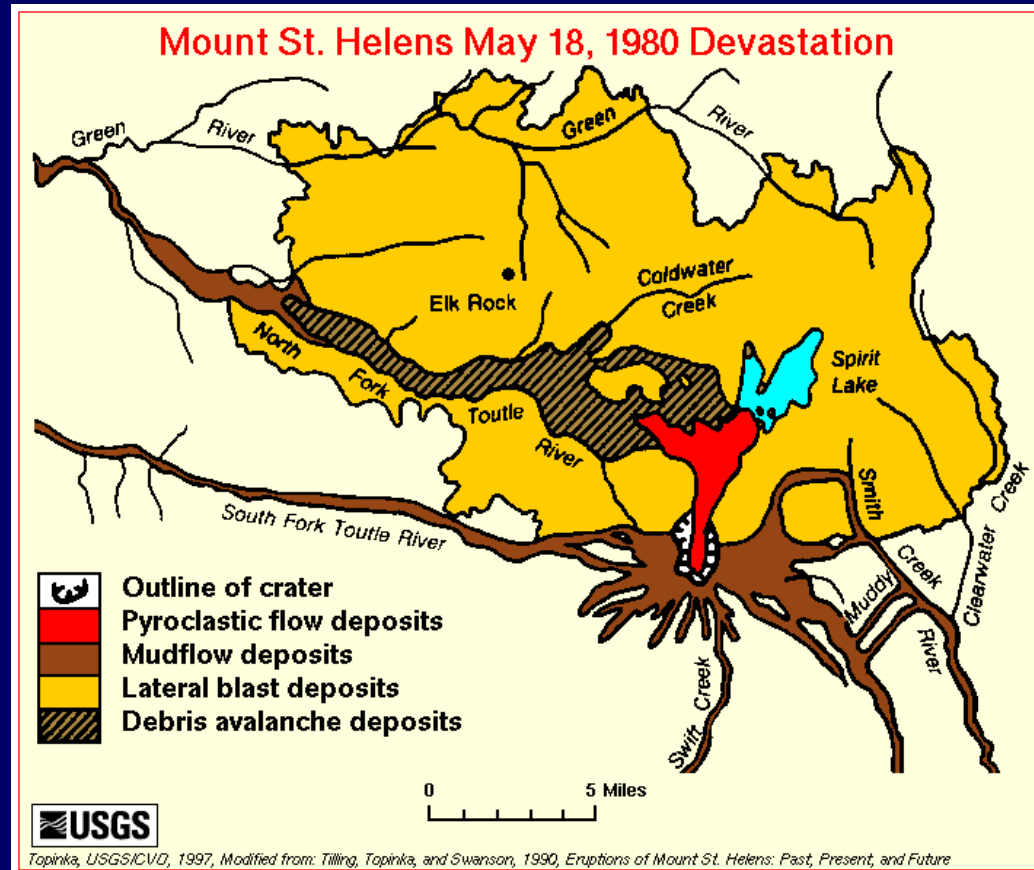 Mount St. Helens May 18, 1980 Devastation
Green River
Green River
Elk Rock
Coldwater
Creek
North Fork Toutle River
Spirit
Lake
Smith Creek
Muddy River
Clearwater Creek
South Fork Toutle River
Swift Creek
Outline of crater
Pyroclastic flow deposits
Mudflow deposits
Lateral blast deposits
Debris avalanche deposits
0 5 Miles
USGS
Topinka, USGS/CVO, 1997, Modified from: Tilling, Topinka, and Swanson, 1990, Eruptions of Mount St. Helens: Past, Present, and Future